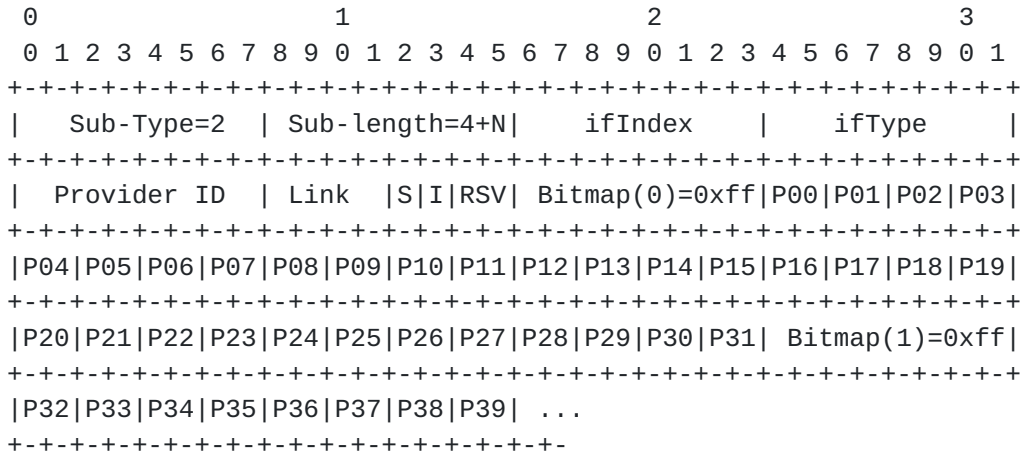 0                   1                   2                   3
 0 1 2 3 4 5 6 7 8 9 0 1 2 3 4 5 6 7 8 9 0 1 2 3 4 5 6 7 8 9 0 1
+-+-+-+-+-+-+-+-+-+-+-+-+-+-+-+-+-+-+-+-+-+-+-+-+-+-+-+-+-+-+-+-+
|   Sub-Type=2  | Sub-length=4+N|    ifIndex    |    ifType     |
+-+-+-+-+-+-+-+-+-+-+-+-+-+-+-+-+-+-+-+-+-+-+-+-+-+-+-+-+-+-+-+-+
|  Provider ID  | Link  |S|I|RSV| Bitmap(0)=0xff|P00|P01|P02|P03|
+-+-+-+-+-+-+-+-+-+-+-+-+-+-+-+-+-+-+-+-+-+-+-+-+-+-+-+-+-+-+-+-+
|P04|P05|P06|P07|P08|P09|P10|P11|P12|P13|P14|P15|P16|P17|P18|P19|
+-+-+-+-+-+-+-+-+-+-+-+-+-+-+-+-+-+-+-+-+-+-+-+-+-+-+-+-+-+-+-+-+
|P20|P21|P22|P23|P24|P25|P26|P27|P28|P29|P30|P31| Bitmap(1)=0xff|
+-+-+-+-+-+-+-+-+-+-+-+-+-+-+-+-+-+-+-+-+-+-+-+-+-+-+-+-+-+-+-+-+
|P32|P33|P34|P35|P36|P37|P38|P39| ...
+-+-+-+-+-+-+-+-+-+-+-+-+-+-+-+-+-+-